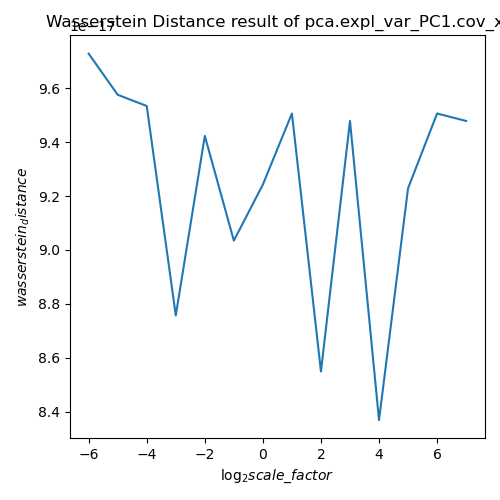 Wasserstein Distance result of pca.expl_var_PC1.cov_x
1e−17
9.6
9.4
9.2
9.0
8.8
8.6
8.4
wasserstein_distance
−6 −4 −2 0 2 4 6
log₂scale_factor